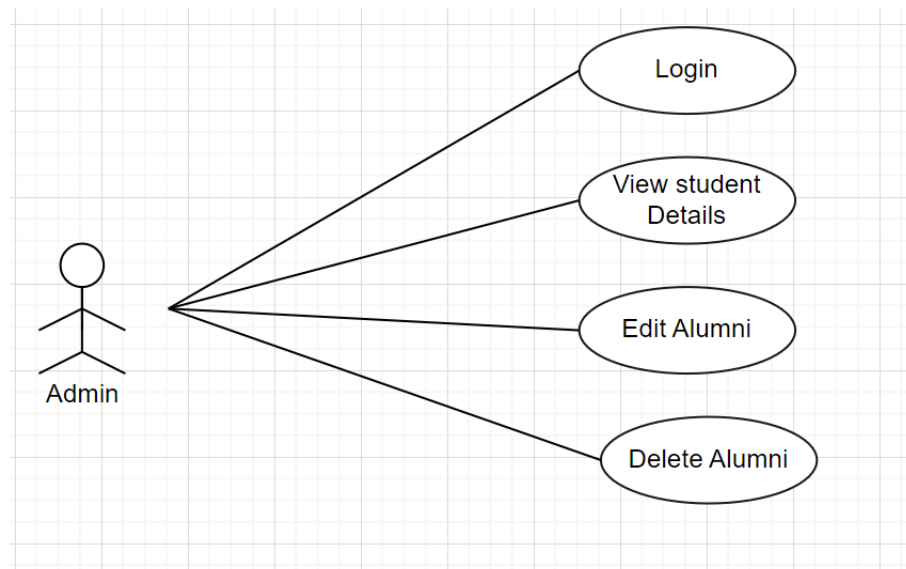 Login
View student
Details
Edit Alumni
Admin
Delete Alumni